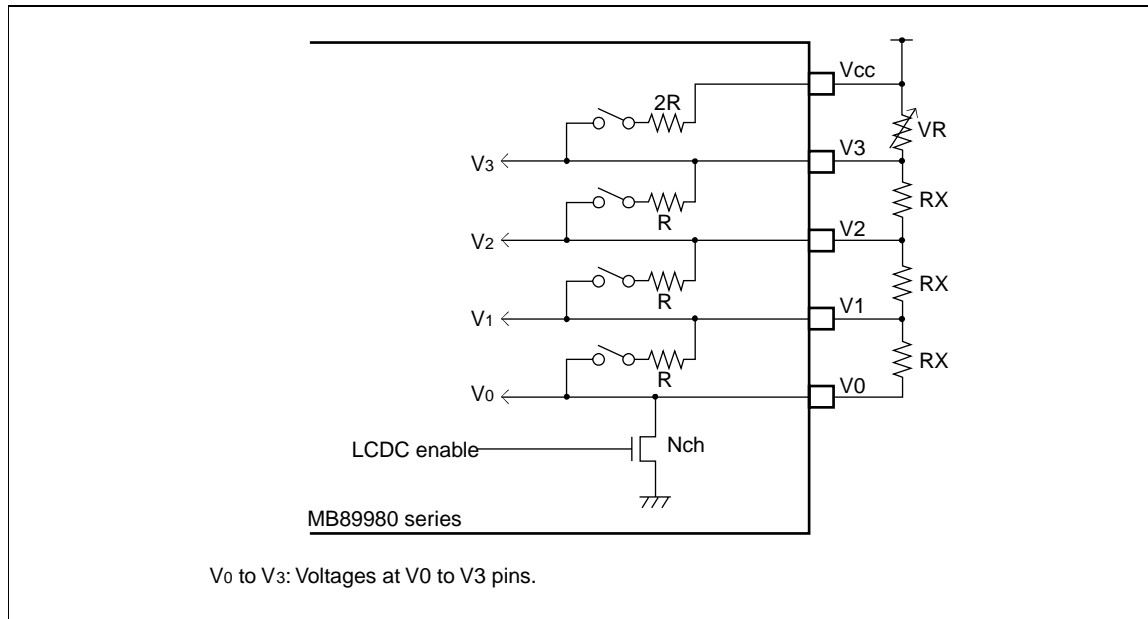 Vcc
2R
VR
V3
V3
RX
R
V2
V2
RX
R
V1
V1
RX
R
V0
V0
LCDC enable
Nch
MB89980 series
V0 to V3: Voltages at V0 to V3 pins.